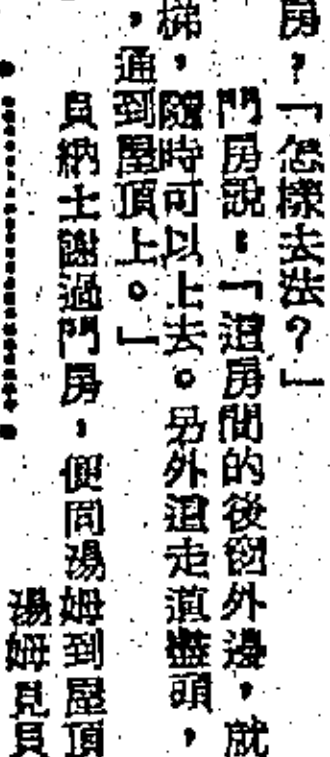 房，「怎樣去法？」
門房說：「這房間的後窗外邊，就
梯，隨時可以上去。另外這走道盡頭，
，通到屋頂上。」
貝納士謝過門房，便同湯姆到屋頂
湯姆見貝